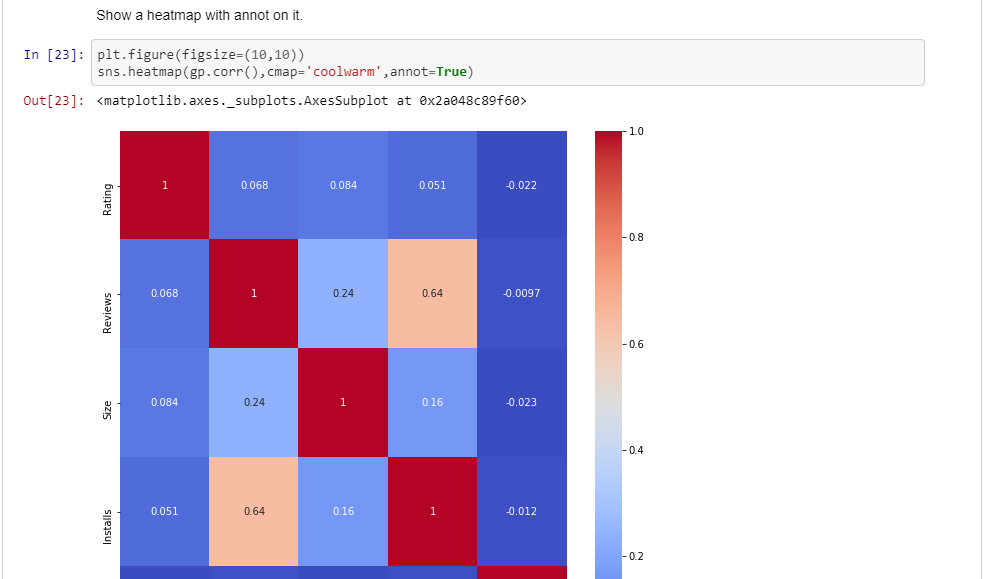 Show a heatmap with annot on it.
In [23]: plt.figure(figsize=(10,10))
sns.heatmap(gp.corr(),cmap='coolwarm',annot=True)
Out[23]: <matplotlib.axes._subplots.AxesSubplot at 0x2a048c89f60>
1.0
Rating 1 0.068 0.084 0.051 -0.022
0.8
Reviews 0.068 1 0.24 0.64 -0.0097
0.6
Size 0.084 0.24 1 0.16 -0.023
0.4
Installs 0.051 0.64 0.16 1 -0.012
0.2